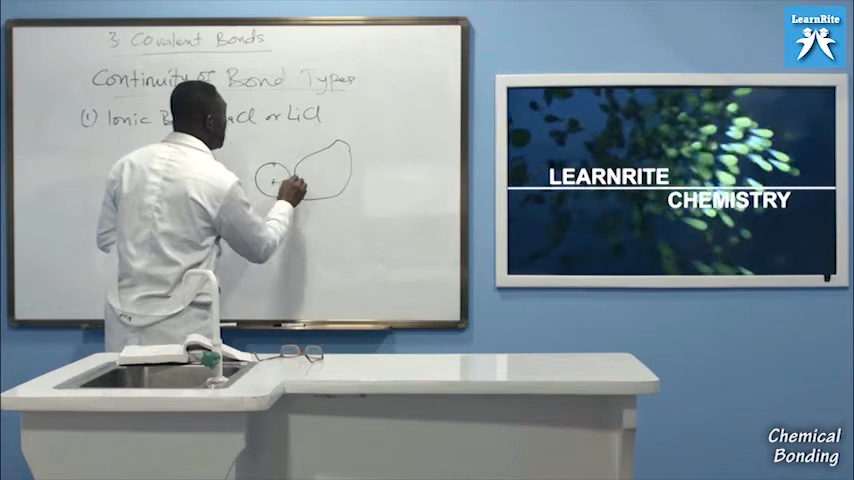 3 Covalent Bonds
Continuity of Bond Types
(1) Ionic B aCl or LiCl
+
+
LearnRite
LEARNRITE
CHEMISTRY
Chemical
Bonding